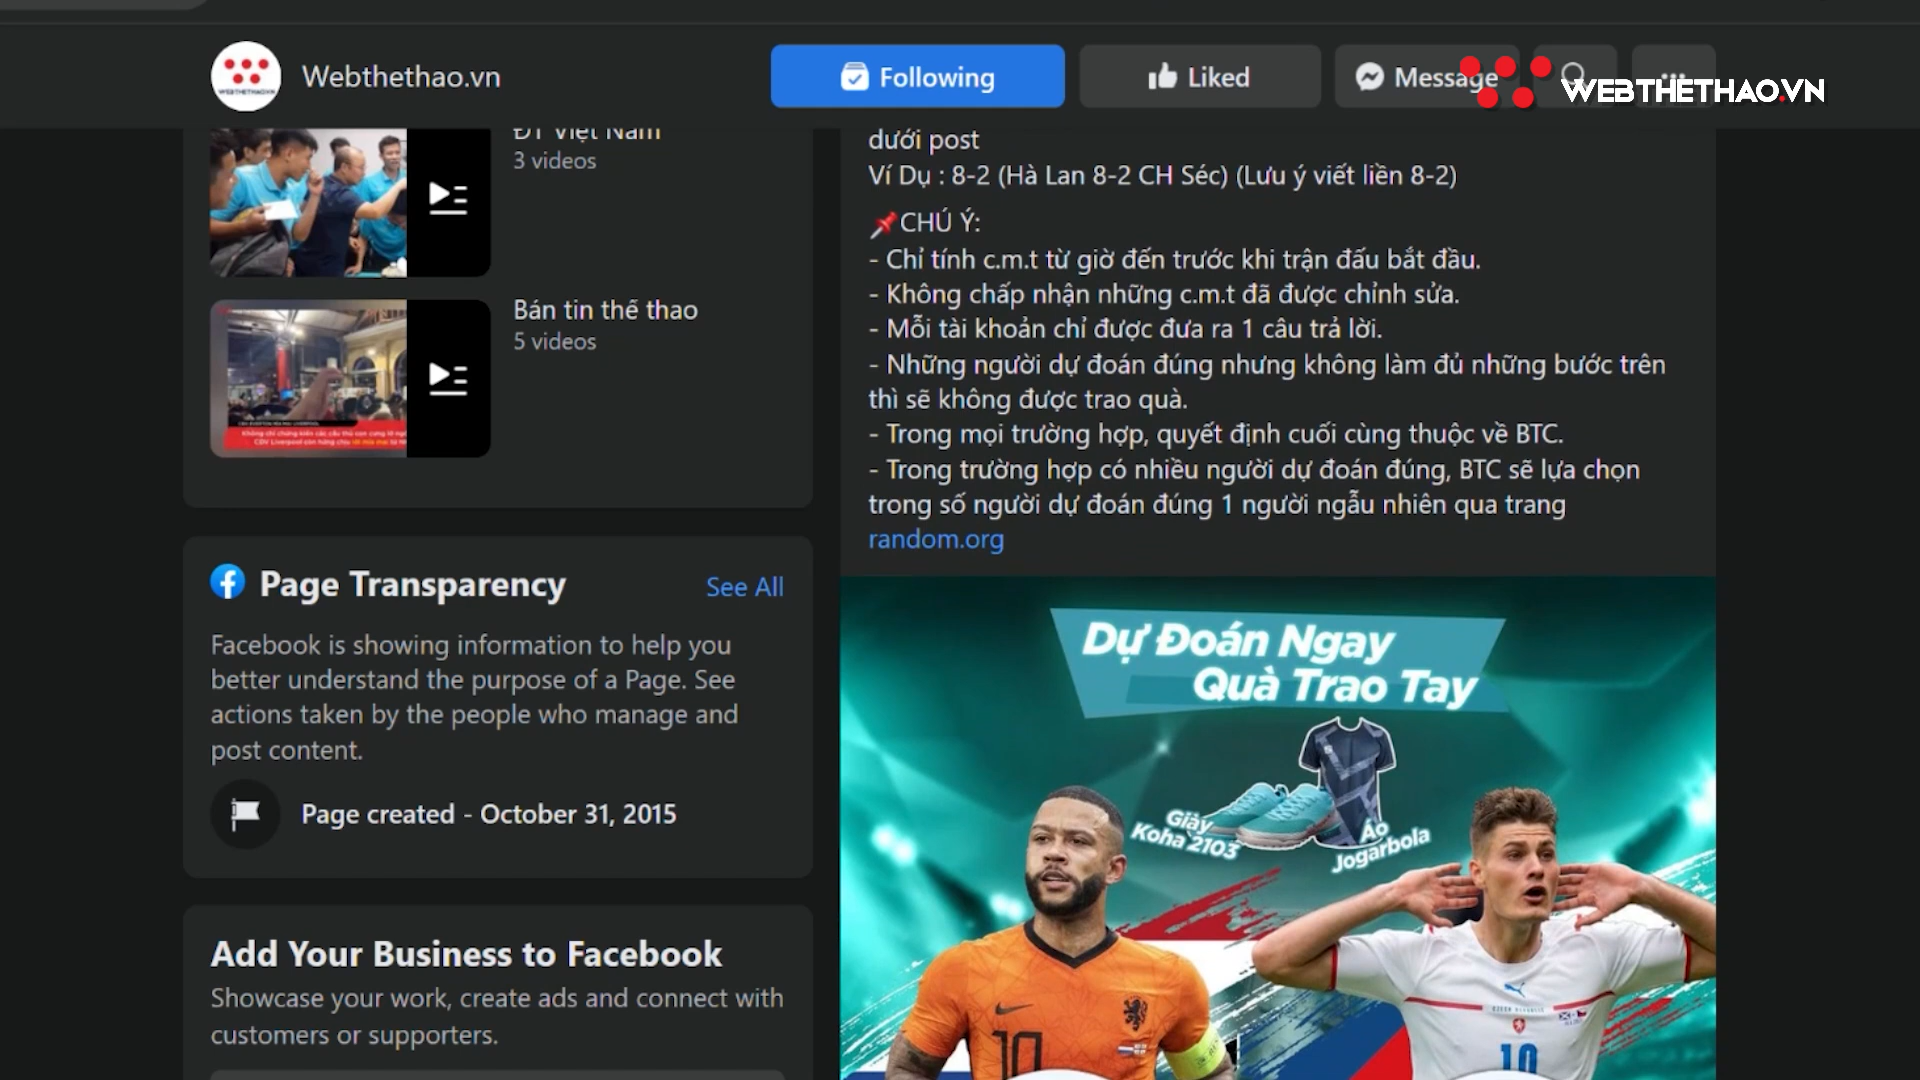 Webthethao.vn
Following
Liked
Message
WEBTHETHAO.VN
ĐT Việt Nam
3 videos
Bán tin thể thao
5 videos
Page Transparency
See All
Facebook is showing information to help you
better understand the purpose of a Page. See
actions taken by the people who manage and
post content.
Page created - October 31, 2015
Add Your Business to Facebook
Showcase your work, create ads and connect with
customers or supporters.
dưới post
Ví Dụ : 8-2 (Hà Lan 8-2 CH Séc) (Lưu ý viết liền 8-2)
📌CHÚ Ý:
- Chỉ tính c.m.t từ giờ đến trước khi trận đấu bắt đầu.
- Không chấp nhận những c.m.t đã được chỉnh sửa.
- Mỗi tài khoản chỉ được đưa ra 1 câu trả lời.
- Những người dự đoán đúng nhưng không làm đủ những bước trên
thì sẽ không được trao quà.
- Trong mọi trường hợp, quyết định cuối cùng thuộc về BTC.
- Trong trường hợp có nhiều người dự đoán đúng, BTC sẽ lựa chọn
trong số người dự đoán đúng 1 người ngẫu nhiên qua trang
random.org
Dự Đoán Ngay
Quà Trao Tay
Giày
Koha 2103
Áo
Jogarbola
10
10